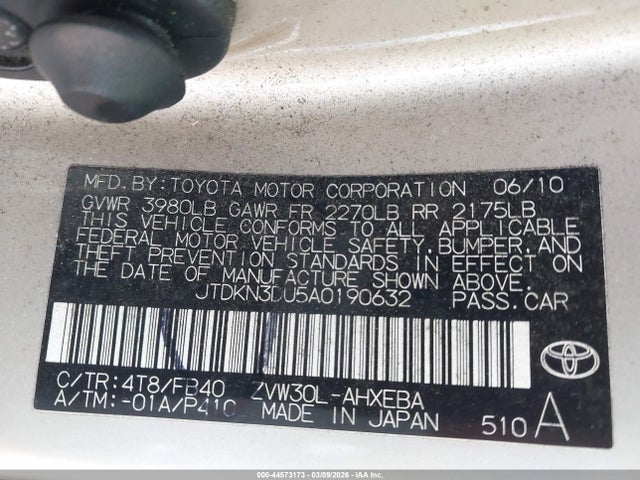 MFD. BY: TOYOTA MOTOR CORPORATION 06/10
GVWR 3980LB GAWR FR 2270LB RR 2175LB
THIS VEHICLE CONFORMS TO ALL APPLICABLE
FEDERAL MOTOR VEHICLE SAFETY, BUMPER, AND
THEFT PREVENTION STANDARDS IN EFFECT ON
THE DATE OF MANUFACTURE SHOWN ABOVE.
JTDKN3DU5A0190632 PASS.CAR
C/TR:4T8/FB40 ZVW30L-AHXEBA
A/TM:-01A/P410 MADE IN JAPAN 510 A
TOYOTA
000-44573173 - 03/09/2026 - IAAI.COM